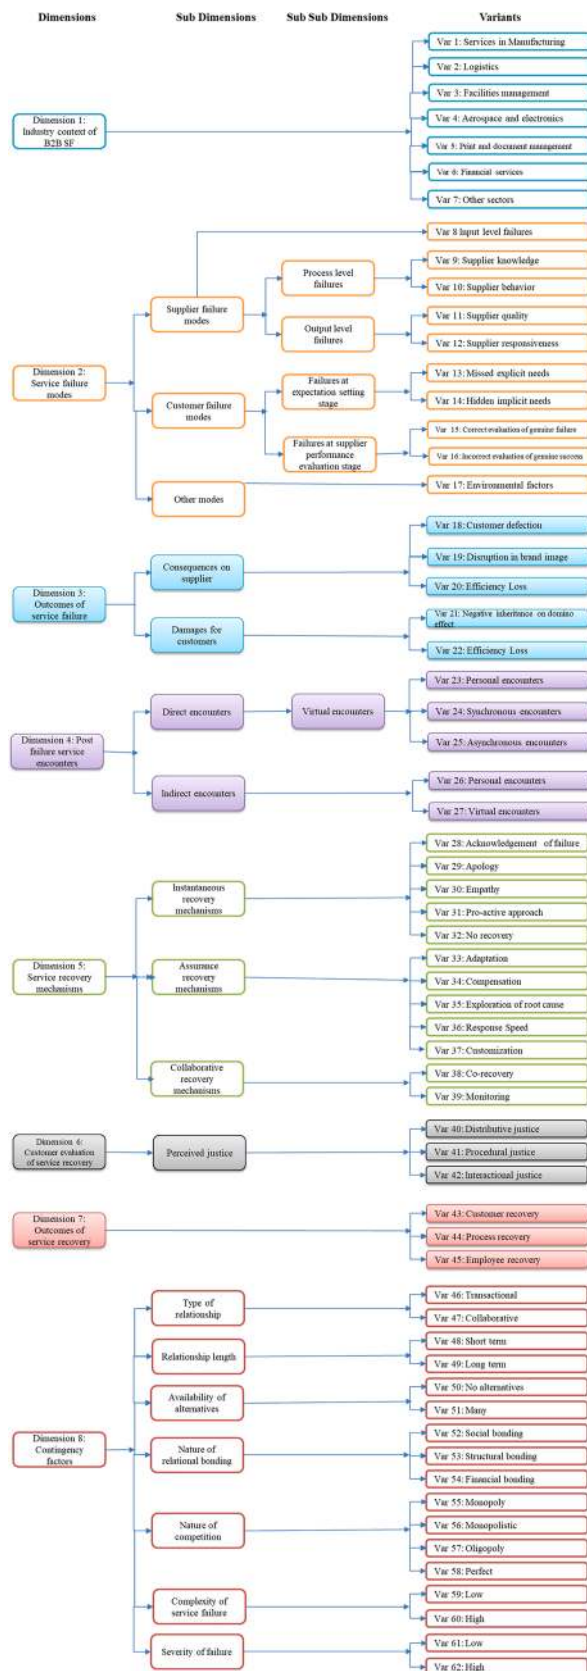 Dimensions Sub Dimensions Sub Sub Dimensions Variants
Var 1: Services in Manufacturing
Var 2: Logistics
Var 3: Facilities management
Dimension 1:
Industry context of
B2B SF
Var 4: Aerospace and electronics
Var 5: Print and document management
Var 6: Financial services
Var 7: Other sectors
Var 8 Input level failures
Supplier failure
modes
Process level
failures
Var 9: Supplier knowledge
Var 10: Supplier behavior
Output level
failures
Var 11: Supplier quality
Var 12: Supplier responsiveness
Dimension 2:
Service failure
modes
Customer failure
modes
Failures at
expectation setting
stage
Var 13: Missed explicit needs
Var 14: Hidden implicit needs
Failures at supplier
performance
evaluation stage
Var 15: Correct evaluation of genuine failure
Var 16: Incorrect evaluation of genuine success
Other modes
Var 17: Environmental factors
Dimension 3:
Outcomes of
service failure
Consequences on
supplier
Var 18: Customer defection
Var 19: Disruption in brand image
Var 20: Efficiency Loss
Damages for
customers
Var 21: Negative inheritance on domino
effect
Var 22: Efficiency Loss
Dimension 4: Post
failure service
encounters
Direct encounters
Virtual encounters
Var 23: Personal encounters
Var 24: Synchronous encounters
Var 25: Asynchronous encounters
Indirect encounters
Var 26: Personal encounters
Var 27: Virtual encounters
Dimension 5:
Service recovery
mechanisms
Instantaneous
recovery
mechanisms
Var 28: Acknowledgement of failure
Var 29: Apology
Var 30: Empathy
Var 31: Pro-active approach
Var 32: No recovery
Assurance
recovery
mechanisms
Var 33: Adaptation
Var 34: Compensation
Var 35: Exploration of root cause
Var 36: Response Speed
Var 37: Customization
Collaborative
recovery
mechanisms
Var 38: Co-recovery
Var 39: Monitoring
Dimension 6:
Customer evaluation
of service recovery
Perceived justice
Var 40: Distributive justice
Var 41: Procedural justice
Var 42: Interactional justice
Dimension 7:
Outcomes of
service recovery
Var 43: Customer recovery
Var 44: Process recovery
Var 45: Employee recovery
Dimension 8:
Contingency
factors
Type of
relationship
Var 46: Transactional
Var 47: Collaborative
Relationship length
Var 48: Short term
Var 49: Long term
Availability of
alternatives
Var 50: No alternatives
Var 51: Many
Nature of
relational bonding
Var 52: Social bonding
Var 53: Structural bonding
Var 54: Financial bonding
Nature of
competition
Var 55: Monopoly
Var 56: Monopolistic
Var 57: Oligopoly
Var 58: Perfect
Complexity of
service failure
Var 59: Low
Var 60: High
Severity of failure
Var 61: Low
Var 62: High